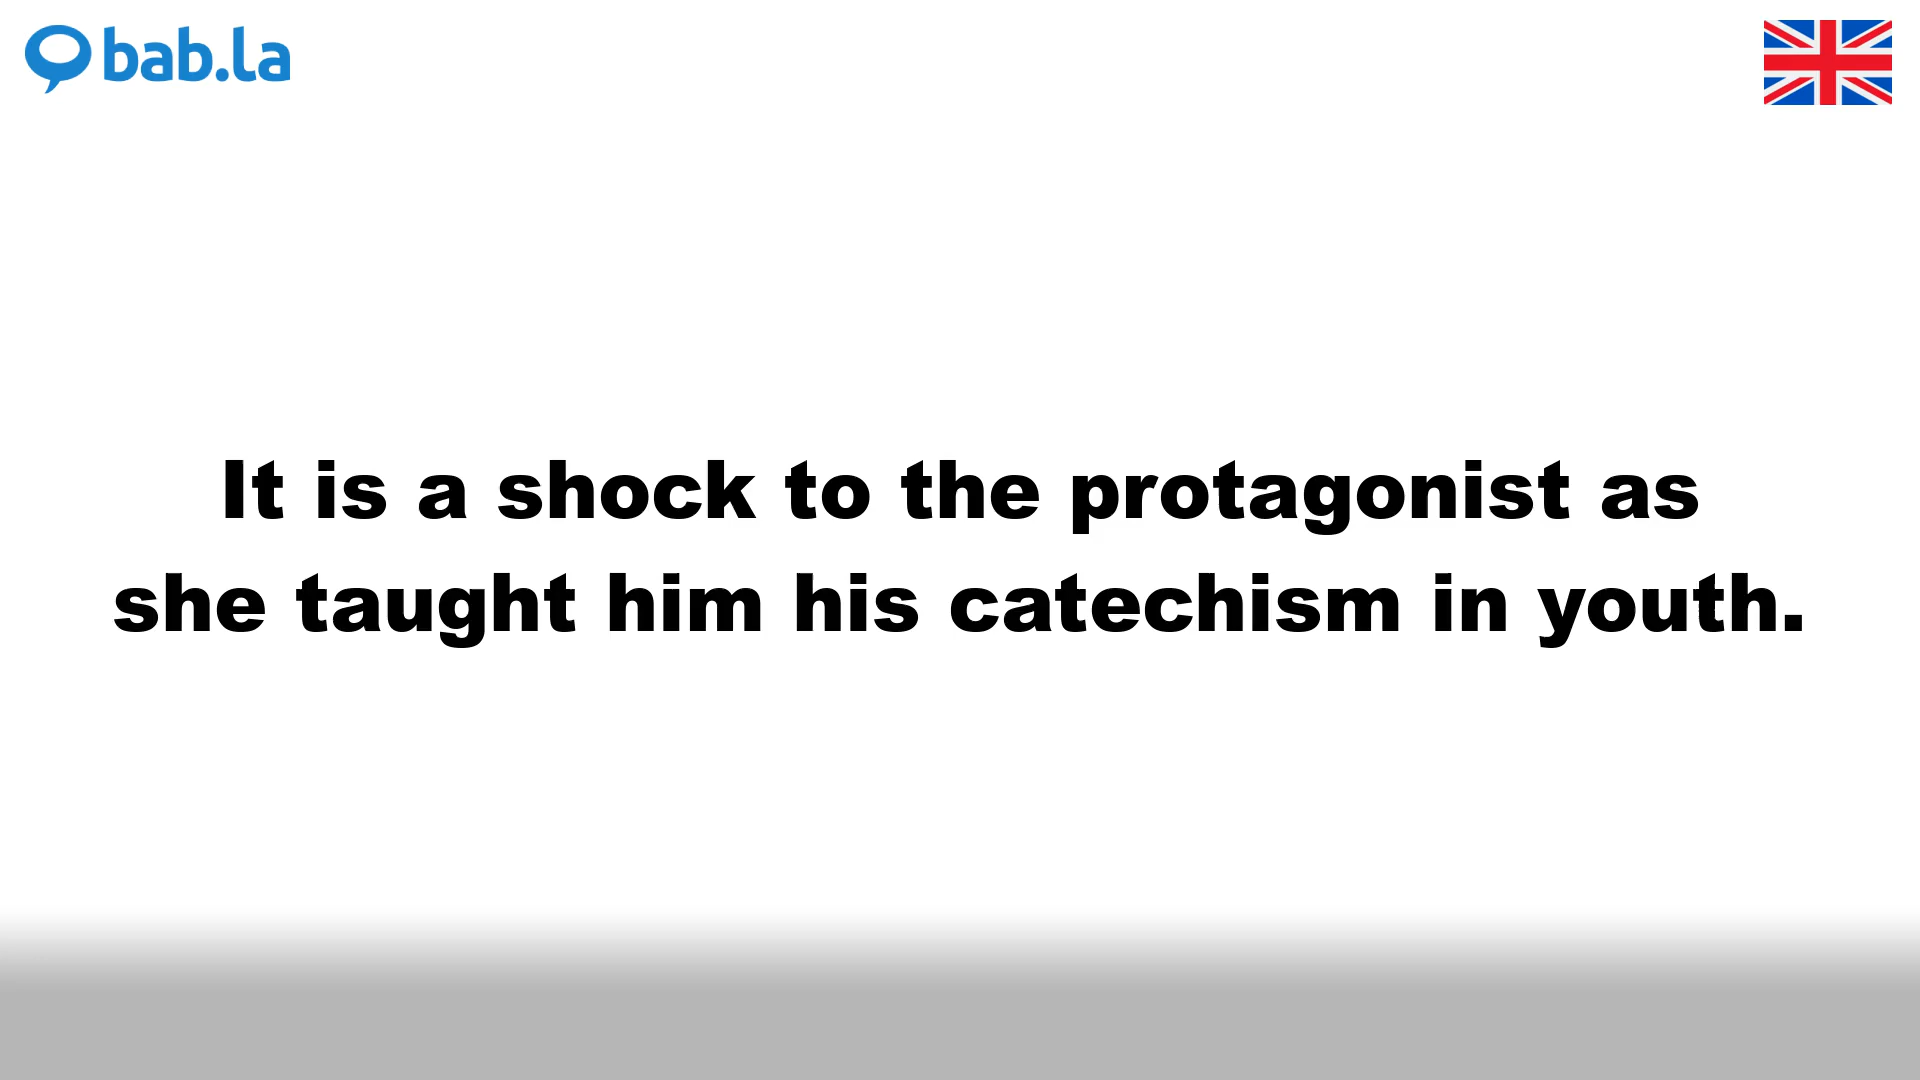 bab.la
It is a shock to the protagonist as
she taught him his catechism in youth.